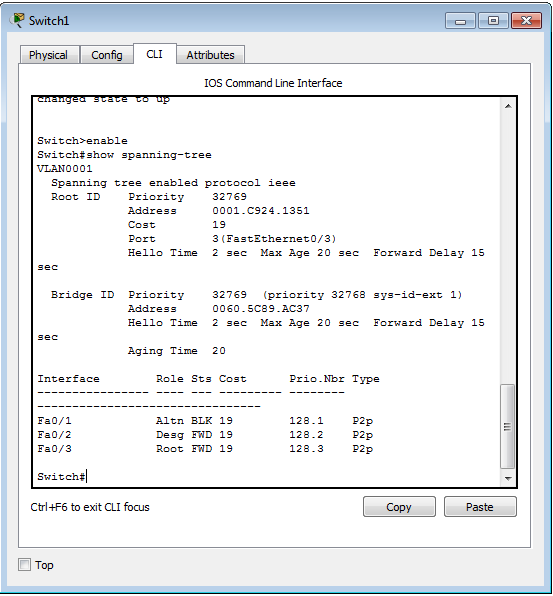 Switch1
Physical Config CLI Attributes
IOS Command Line Interface
changed state to up
Switch>enable
Switch#show spanning-tree
VLAN0001
  Spanning tree enabled protocol ieee
  Root ID    Priority    32769
             Address     0001.C924.1351
             Cost        19
             Port        3(FastEthernet0/3)
             Hello Time  2 sec  Max Age 20 sec  Forward Delay 15
sec
  Bridge ID  Priority    32769  (priority 32768 sys-id-ext 1)
             Address     0060.5C89.AC37
             Hello Time  2 sec  Max Age 20 sec  Forward Delay 15
sec
             Aging Time  20
Interface        Role Sts Cost      Prio.Nbr Type
---------------- ---- --- --------- --------
--------------------------------
Fa0/1            Altn BLK 19        128.1    P2p
Fa0/2            Desg FWD 19        128.2    P2p
Fa0/3            Root FWD 19        128.3    P2p
Switch#
Ctrl+F6 to exit CLI focus
Copy Paste
Top